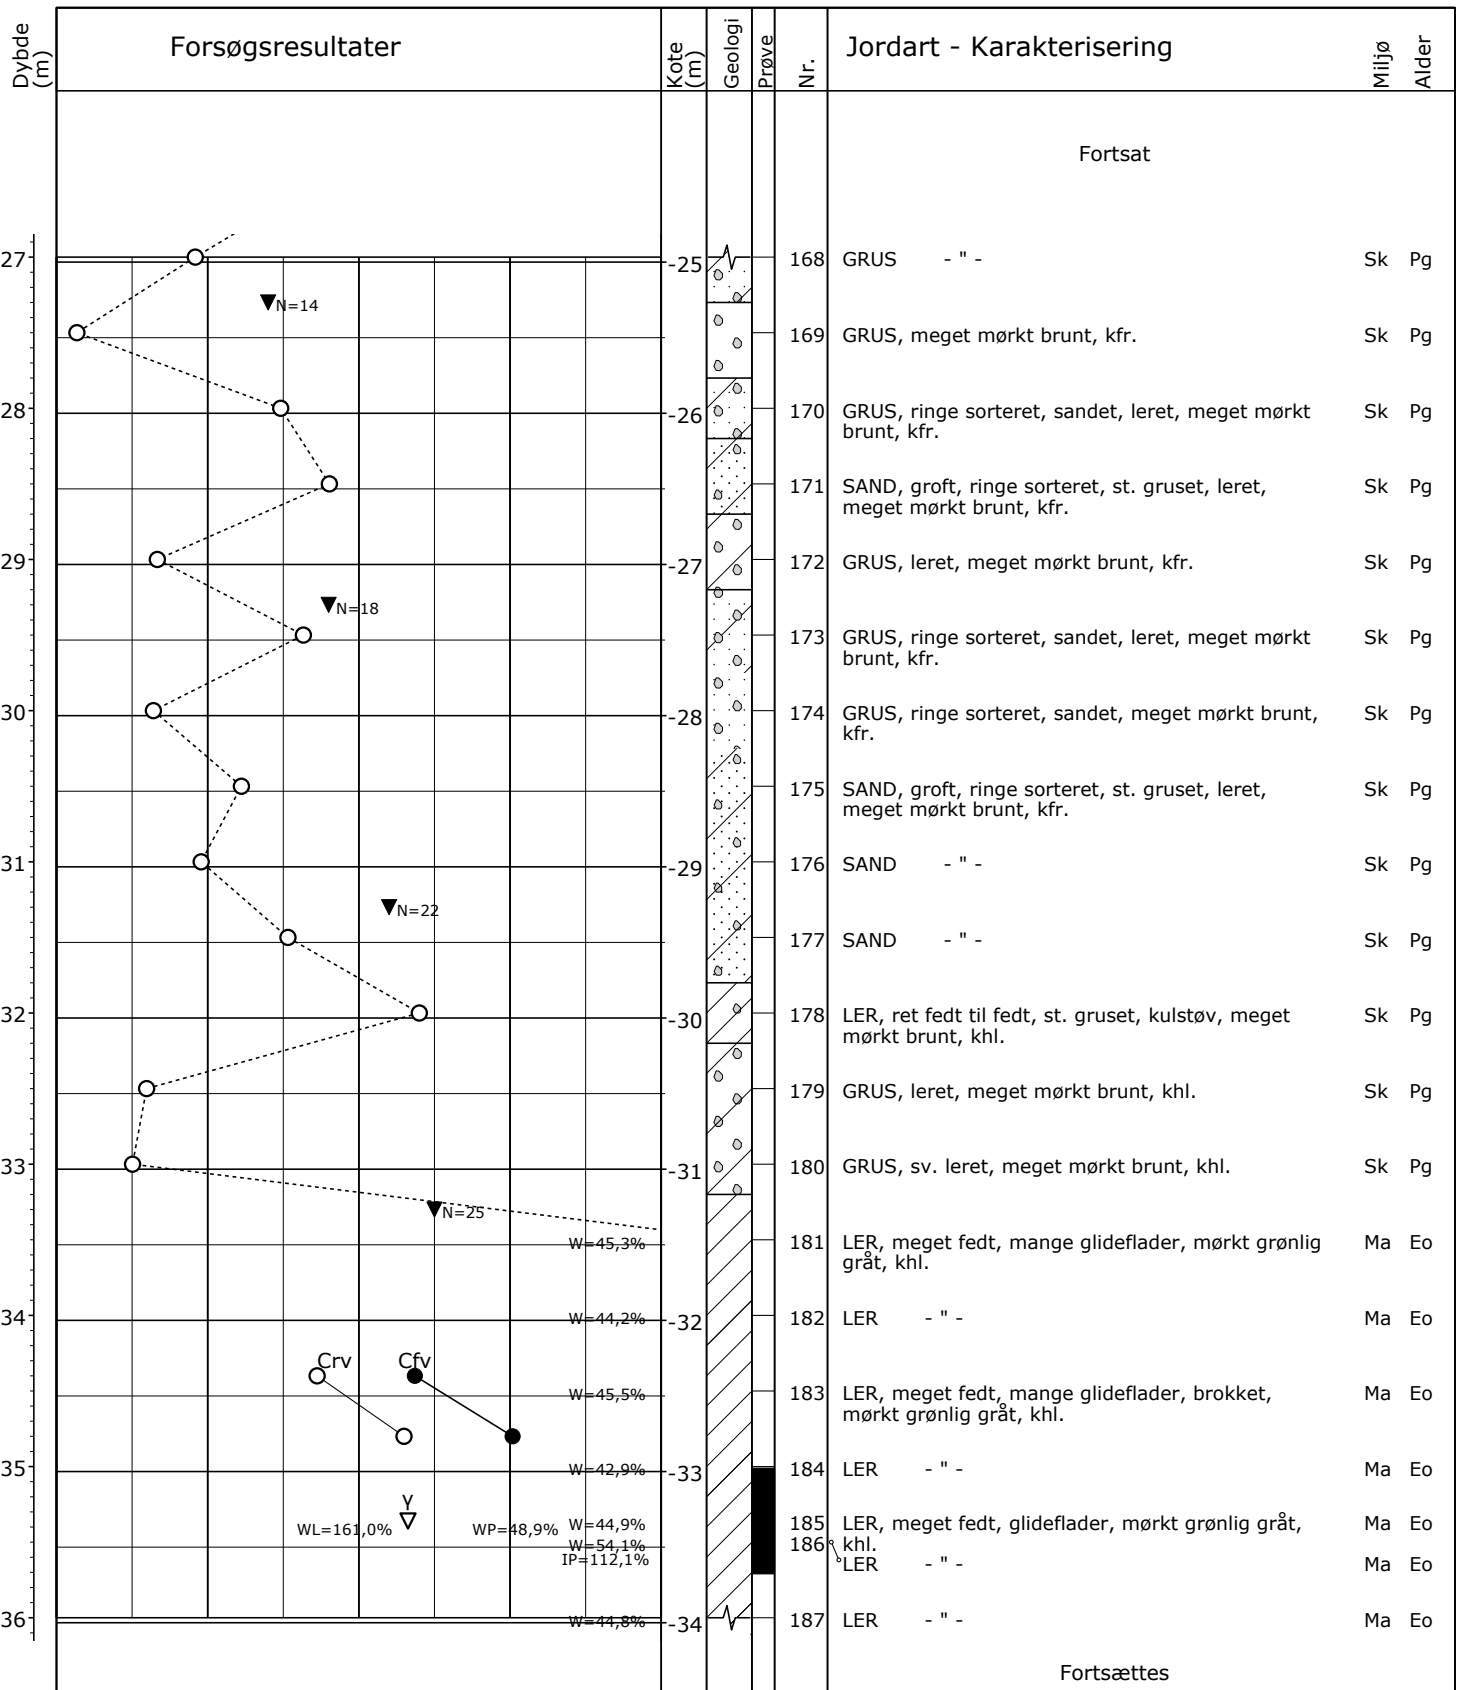 Dybde (m)
Forsøgsresultater
Kote (m)
Geologi
Prøve
Nr.
Jordart - Karakterisering
Miljø
Alder
Fortsat
27
-25
168 GRUS - " - Sk Pg
N=14
169 GRUS, meget mørkt brunt, kfr. Sk Pg
28
-26
170 GRUS, ringe sorteret, sandet, leret, meget mørkt Sk Pg
brunt, kfr.
171 SAND, groft, ringe sorteret, st. gruset, leret, Sk Pg
meget mørkt brunt, kfr.
29
-27
172 GRUS, leret, meget mørkt brunt, kfr. Sk Pg
N=18
173 GRUS, ringe sorteret, sandet, leret, meget mørkt Sk Pg
brunt, kfr.
30
-28
174 GRUS, ringe sorteret, sandet, meget mørkt brunt, Sk Pg
kfr.
175 SAND, groft, ringe sorteret, st. gruset, leret, Sk Pg
meget mørkt brunt, kfr.
31
-29
176 SAND - " - Sk Pg
N=22
177 SAND - " - Sk Pg
32
-30
178 LER, ret fedt til fedt, st. gruset, kulstøv, meget Sk Pg
mørkt brunt, khl.
179 GRUS, leret, meget mørkt brunt, khl. Sk Pg
33
-31
180 GRUS, sv. leret, meget mørkt brunt, khl. Sk Pg
N=25
W=45,3%
181 LER, meget fedt, mange glideflader, mørkt grønlig Ma Eo
gråt, khl.
34
W=44,2%
-32
182 LER - " - Ma Eo
Crv
Cfv
W=45,5%
183 LER, meget fedt, mange glideflader, brokket, Ma Eo
mørkt grønlig gråt, khl.
35
W=42,9%
-33
184 LER - " - Ma Eo
γ
WL=161,0%
WP=48,9%
W=44,9%
185 LER, meget fedt, glideflader, mørkt grønlig gråt, Ma Eo
khl.
W=54,1%
186 LER - " - Ma Eo
IP=112,1%
36
W=44,8%
-34
187 LER - " - Ma Eo
Fortsættes